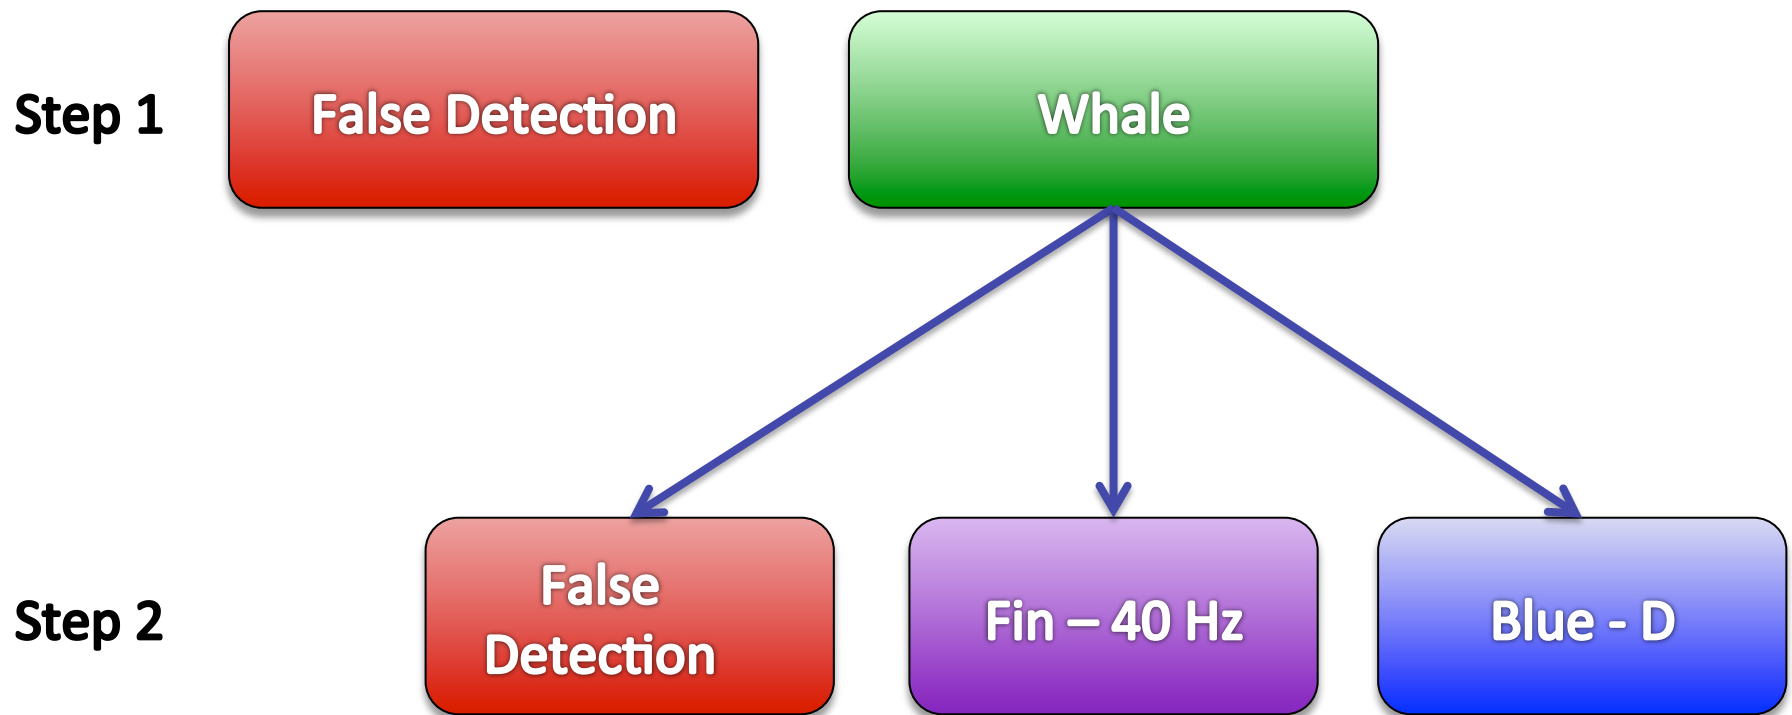 Step 1
False Detection
Whale
Step 2
False
Detection
Fin – 40 Hz
Blue - D